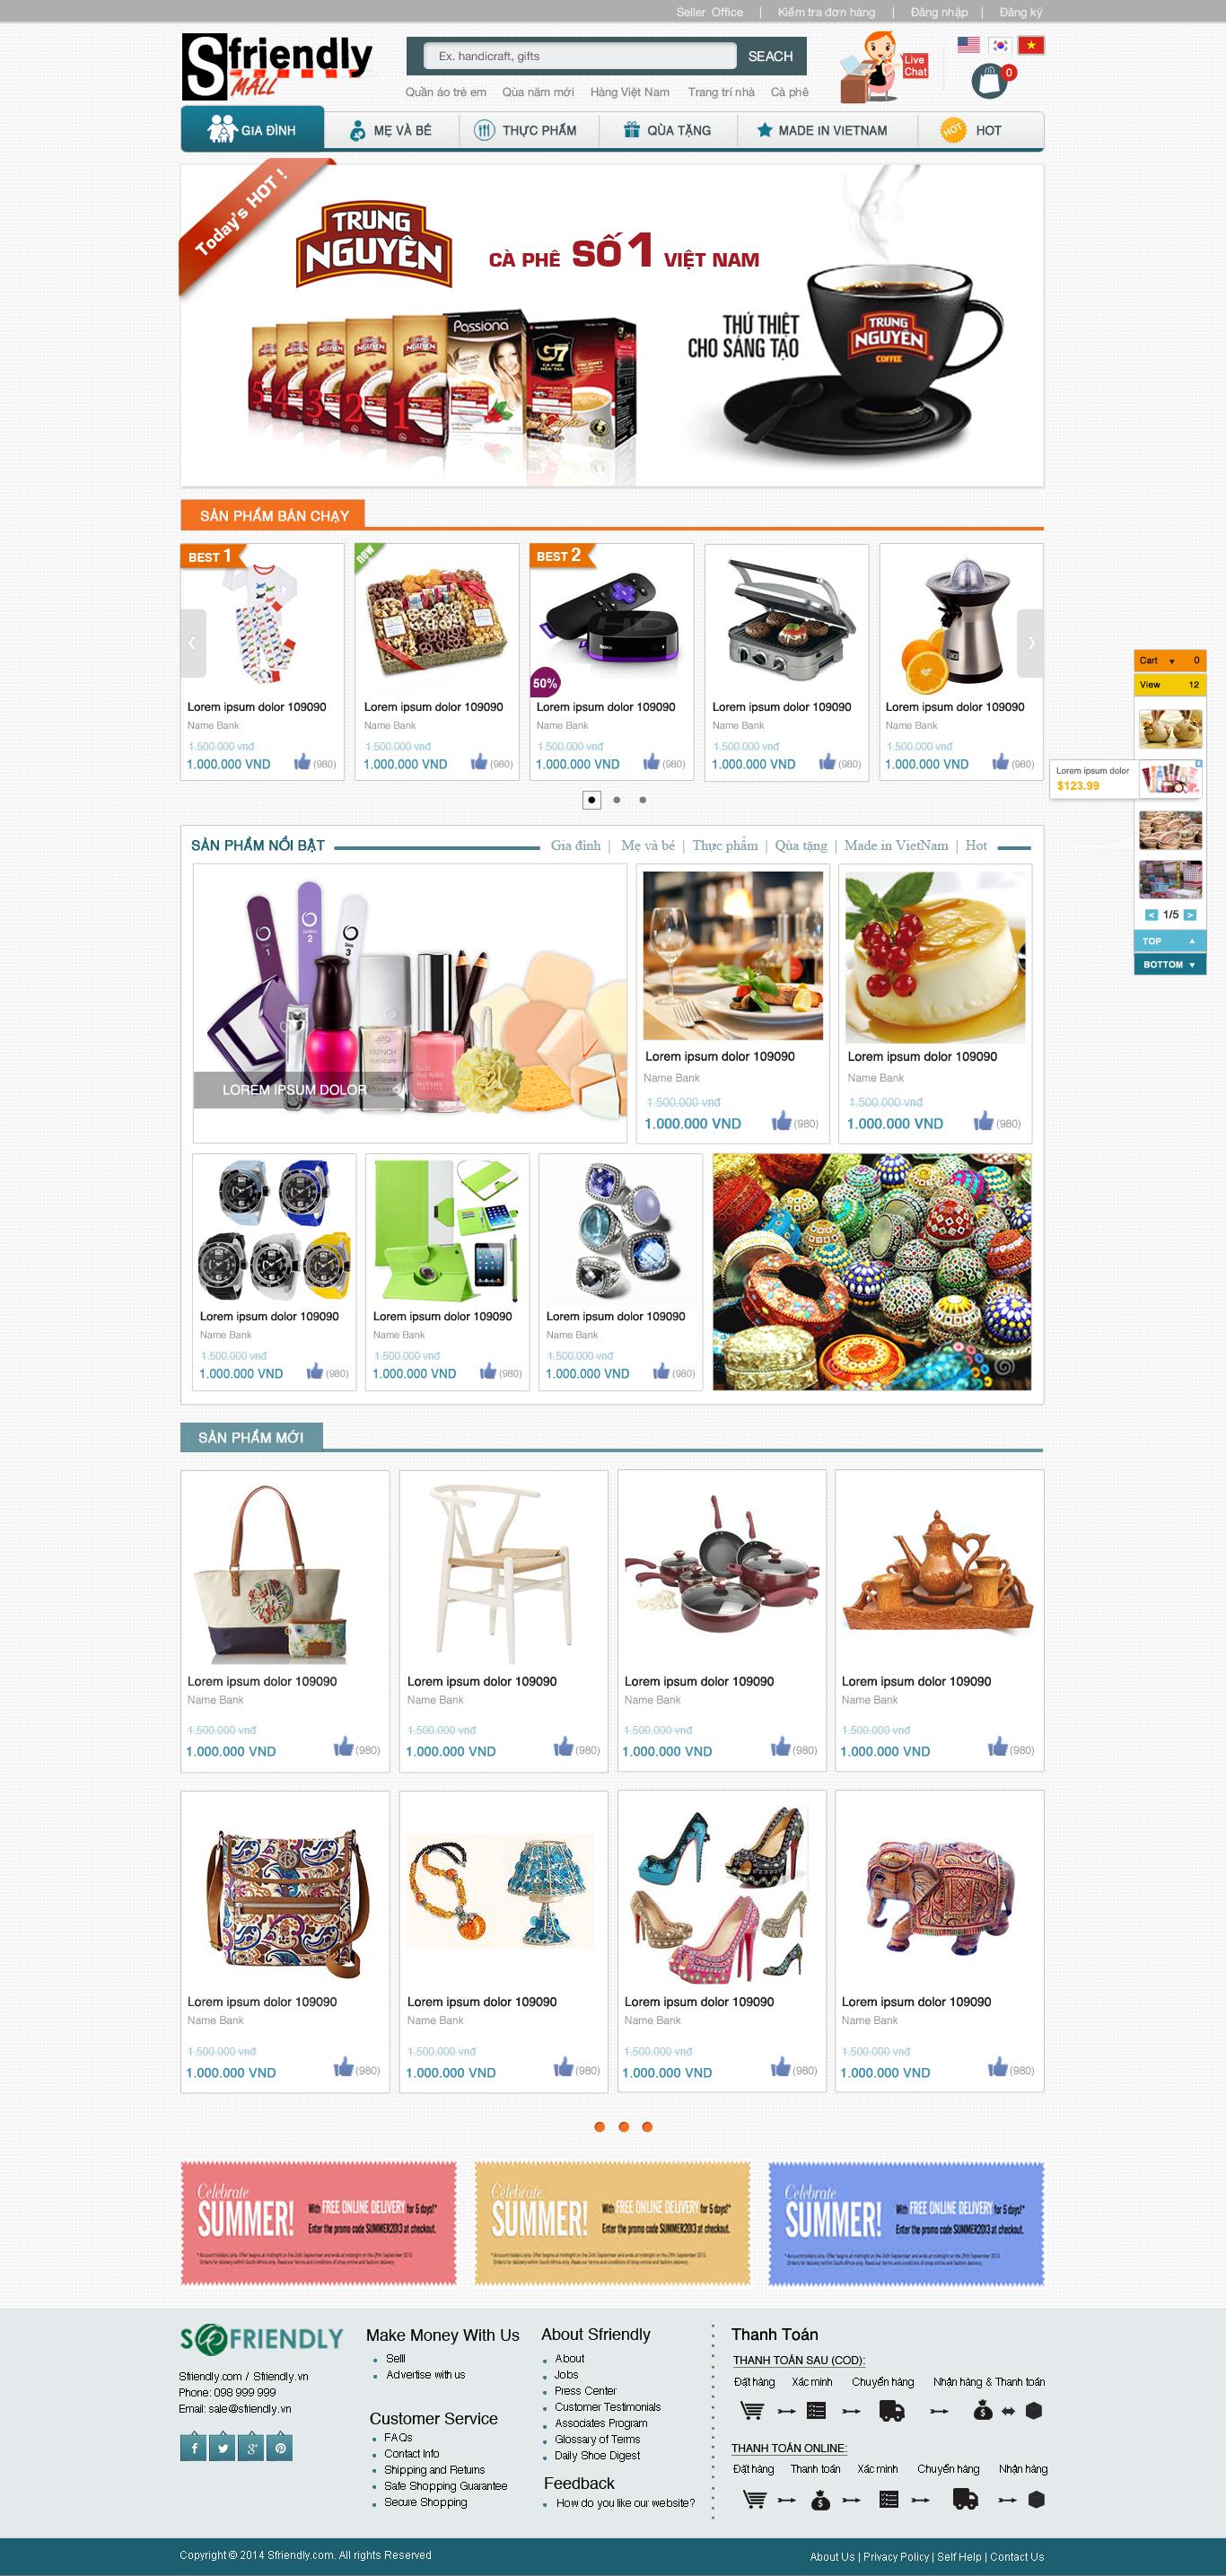 Seller Office | Kiểm tra đơn hàng | Đăng nhập | Đăng ký
Sfriendly
MALL
Ex. handicraft, gifts
SEACH
Live Chat
0
Quần áo trẻ em Qùa năm mới Hàng Việt Nam Trang trí nhà Cà phê
GIA ĐÌNH MẸ VÀ BÉ THỰC PHẨM QÙA TẶNG MADE IN VIETNAM HOT HOT
Today's HOT !
TRUNG NGUYÊN
CÀ PHÊ SỐ 1 VIỆT NAM
THỨ THIỆT
CHO SÁNG TẠO
TRUNG NGUYÊN
COFFEE
Passiona
G7
5 4 3 2 1
SẢN PHẨM BÁN CHẠY
BEST 1
new
BEST 2
50%
Lorem ipsum dolor 109090 Lorem ipsum dolor 109090 Lorem ipsum dolor 109090 Lorem ipsum dolor 109090 Lorem ipsum dolor 109090
Name Bank Name Bank Name Bank Name Bank Name Bank
1.500.000 vnđ 1.500.000 vnđ 1.500.000 vnđ 1.500.000 vnđ 1.500.000 vnđ
1.000.000 VND (980) 1.000.000 VND (980) 1.000.000 VND (980) 1.000.000 VND (980) 1.000.000 VND (980)
Cart 0
View 12
Lorem ipsum dolor
$123.99
< 1/5 >
TOP
BOTTOM
SẢN PHẨM NỔI BẬT
Gia đình | Mẹ và bé | Thực phẩm | Qùa tặng | Made in VietNam | Hot
LOREM IPSUM DOLOR
Lorem ipsum dolor 109090 Lorem ipsum dolor 109090
Name Bank Name Bank
1.500.000 vnđ 1.500.000 vnđ
1.000.000 VND (980) 1.000.000 VND (980)
Lorem ipsum dolor 109090 Lorem ipsum dolor 109090 Lorem ipsum dolor 109090
Name Bank Name Bank Name Bank
1.500.000 vnđ 1.500.000 vnđ 1.500.000 vnđ
1.000.000 VND (980) 1.000.000 VND (980) 1.000.000 VND (980)
SẢN PHẨM MỚI
Lorem ipsum dolor 109090 Lorem ipsum dolor 109090 Lorem ipsum dolor 109090 Lorem ipsum dolor 109090
Name Bank Name Bank Name Bank Name Bank
1.500.000 vnđ 1.500.000 vnđ 1.500.000 vnđ 1.500.000 vnđ
1.000.000 VND (980) 1.000.000 VND (980) 1.000.000 VND (980) 1.000.000 VND (980)
Lorem ipsum dolor 109090 Lorem ipsum dolor 109090 Lorem ipsum dolor 109090 Lorem ipsum dolor 109090
Name Bank Name Bank Name Bank Name Bank
1.500.000 vnđ 1.500.000 vnđ 1.500.000 vnđ 1.500.000 vnđ
1.000.000 VND (980) 1.000.000 VND (980) 1.000.000 VND (980) 1.000.000 VND (980)
Celebrate
SUMMER!
With FREE ONLINE DELIVERY for 5 days!*
Enter the promo code SUMMER2013 at checkout.
Celebrate
SUMMER!
With FREE ONLINE DELIVERY for 5 days!*
Enter the promo code SUMMER2013 at checkout.
Celebrate
SUMMER!
With FREE ONLINE DELIVERY for 5 days!*
Enter the promo code SUMMER2013 at checkout.
SFRIENDLY
Sfriendly.com / Sfriendly.vn
Phone: 098 999 999
Email: sale@sfriendly.vn
Make Money With Us
Selll
Advertise with us
Customer Service
FAQs
Contact Info
Shipping and Returns
Safe Shopping Guarantee
Secure Shopping
About Sfriendly
About
Jobs
Press Center
Customer Testimonials
Associates Program
Glossary of Terms
Daily Shoe Digest
Feedback
How do you like our website?
Thanh Toán
THANH TOÁN SAU (COD):
Đặt hàng Xác minh Chuyển hàng Nhận hàng & Thanh toán
THANH TOÁN ONLINE:
Đặt hàng Thanh toán Xác minh Chuyển hàng Nhận hàng
Copyright © 2014 Sfriendly.com. All rights Reserved
About Us | Privacy Policy | Self Help | Contact Us